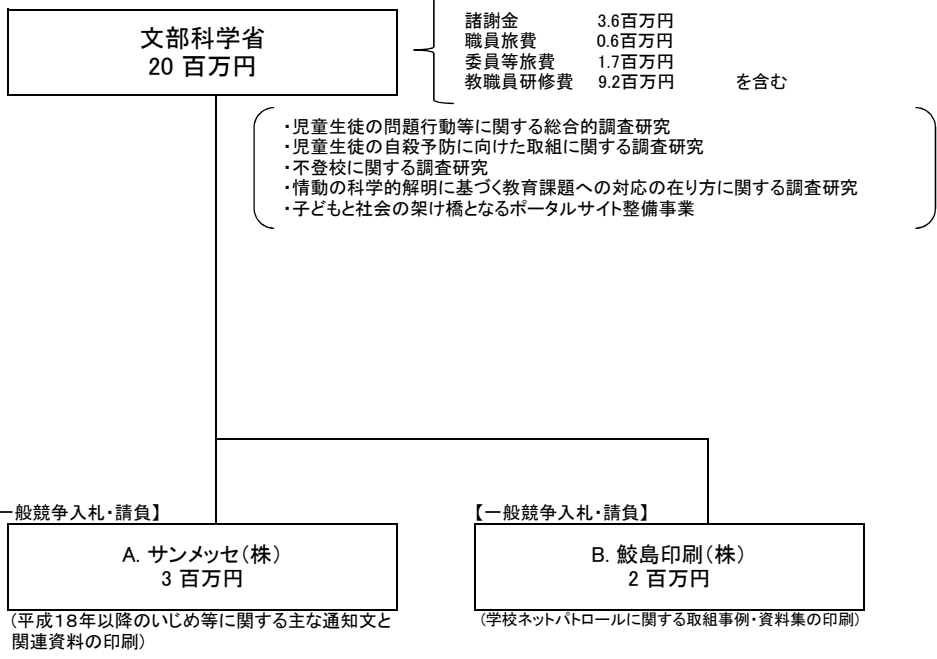 文部科学省
20 百万円
諸謝金 3.6百万円
職員旅費 0.6百万円
委員等旅費 1.7百万円
教職員研修費 9.2百万円 を含む
・児童生徒の問題行動等に関する総合的調査研究
・児童生徒の自殺予防に向けた取組に関する調査研究
・不登校に関する調査研究
・情動の科学的解明に基づく教育課題への対応の在り方に関する調査研究
・子どもと社会の架け橋となるポータルサイト整備事業
一般競争入札・請負】
A. サンメッセ(株)
3 百万円
(平成18年以降のいじめ等に関する主な通知文と
関連資料の印刷)
【一般競争入札・請負】
B. 鮫島印刷(株)
2 百万円
(学校ネットパトロールに関する取組事例・資料集の印刷)